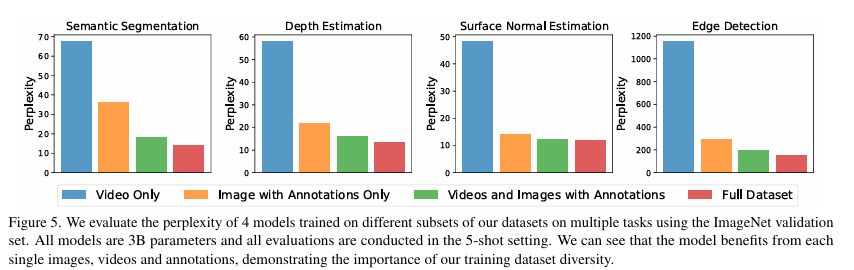 Semantic Segmentation
Perplexity
70
60
50
40
30
20
10
0
Depth Estimation
Perplexity
60
50
40
30
20
10
0
Surface Normal Estimation
Perplexity
50
40
30
20
10
0
Edge Detection
Perplexity
1200
1000
800
600
400
200
0
Video Only
Image with Annotations Only
Videos and Images with Annotations
Full Dataset
Figure 5. We evaluate the perplexity of 4 models trained on different subsets of our datasets on multiple tasks using the ImageNet validation
set. All models are 3B parameters and all evaluations are conducted in the 5-shot setting. We can see that the model benefits from each
single images, videos and annotations, demonstrating the importance of our training dataset diversity.